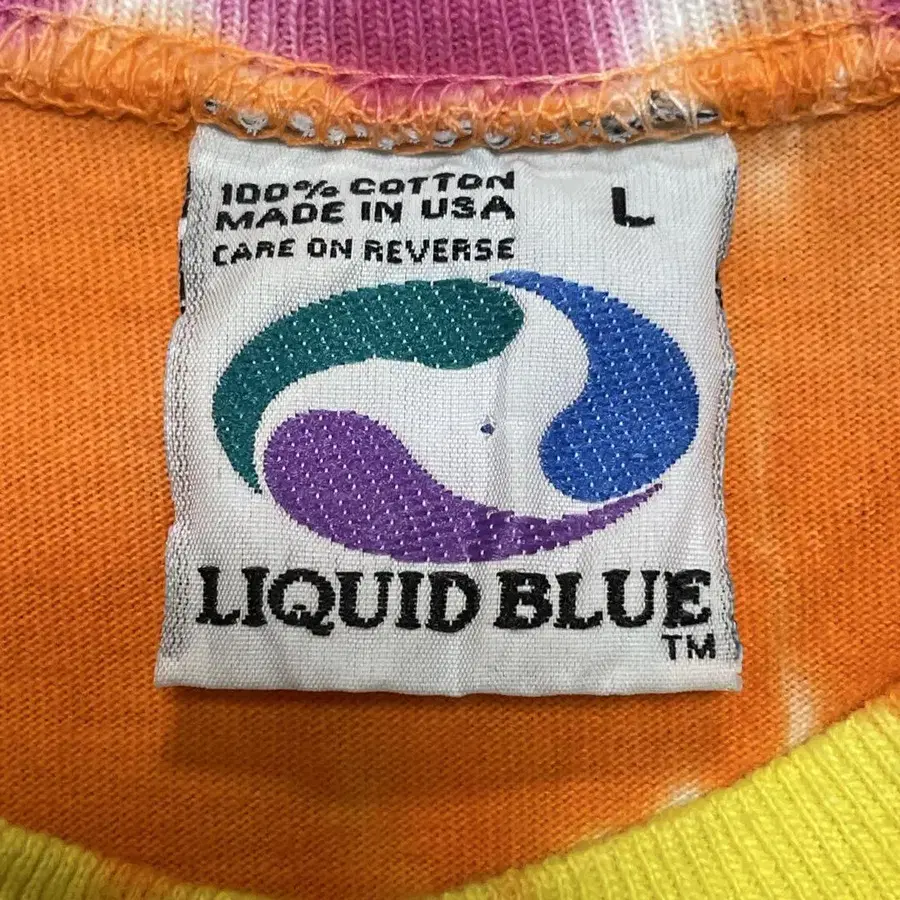 100% COTTON
MADE IN USA
CARE ON REVERSE
L
LIQUID BLUE
TM